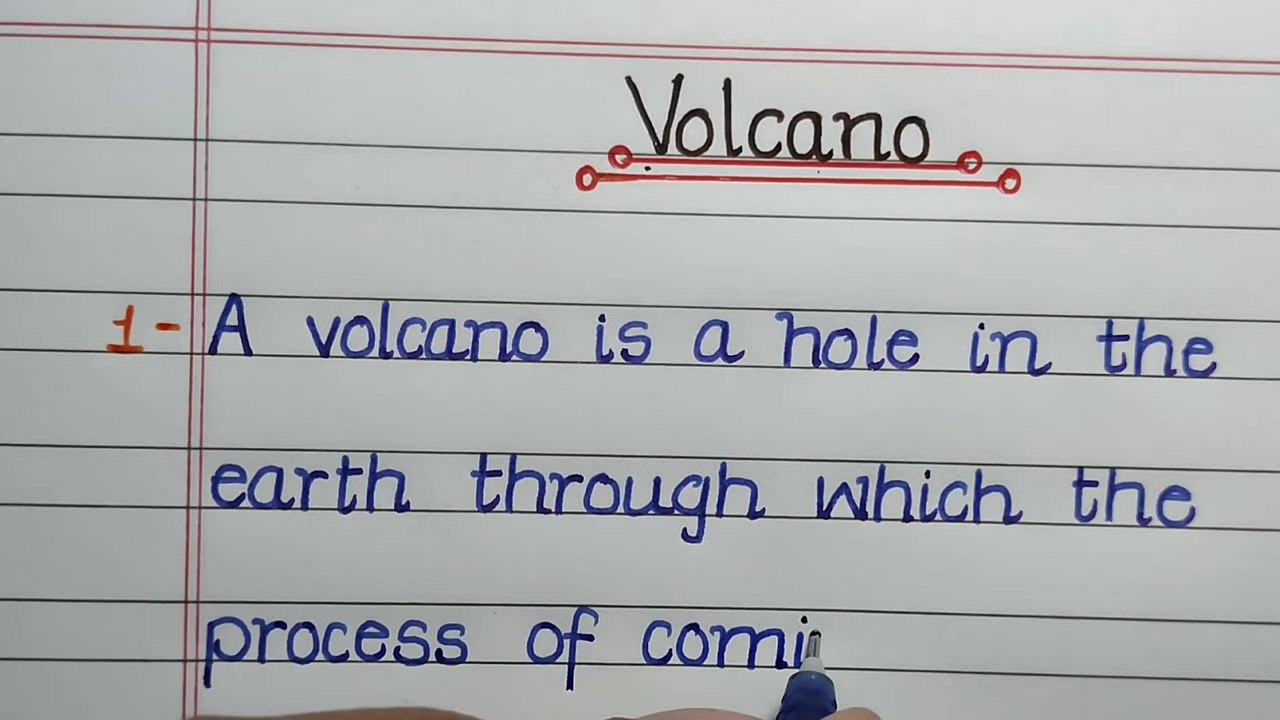 Volcano
1- A volcano is a hole in the
earth through which the
process of comi